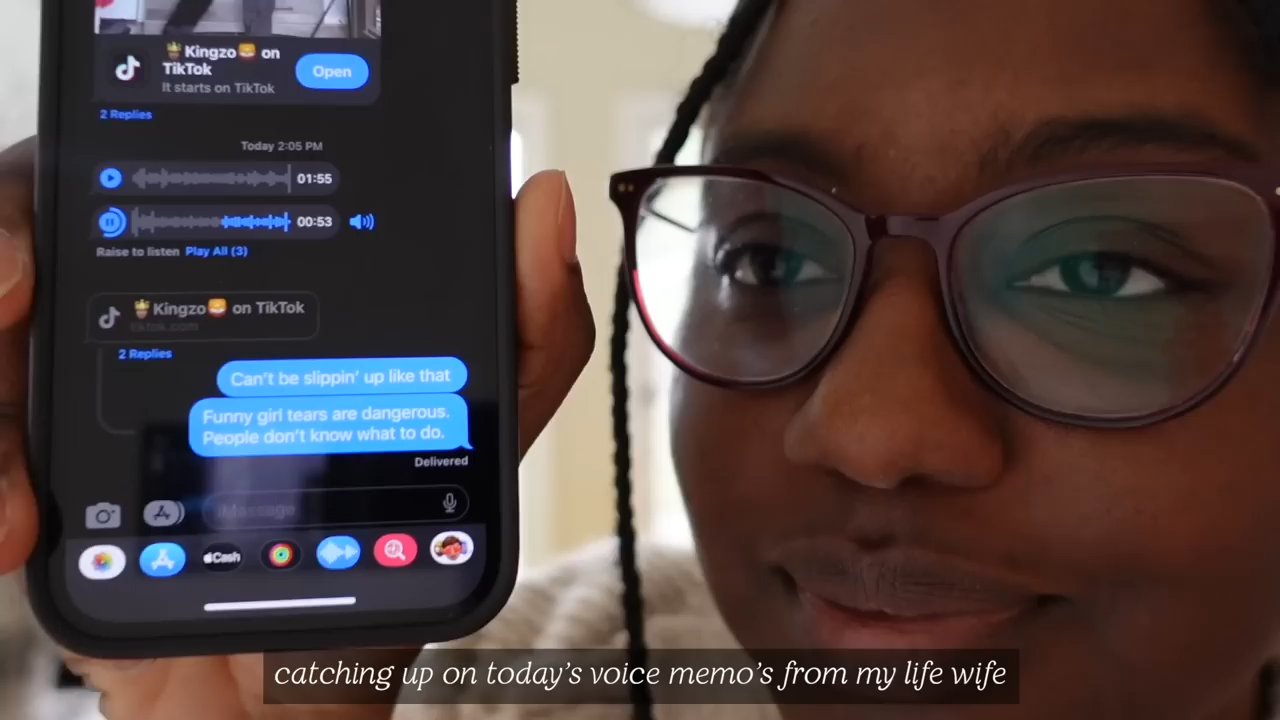 🤴Kingzo🦁 on
TikTok
It starts on TikTok
Open
2 Replies
Today 2:05 PM
01:55
00:53
Raise to listen Play All (3)
🤴Kingzo🦁 on TikTok
tiktok.com
2 Replies
Can't be slippin' up like that
Funny girl tears are dangerous.
People don't know what to do.
Delivered
iMessage
Cash
catching up on today's voice memo's from my life wife